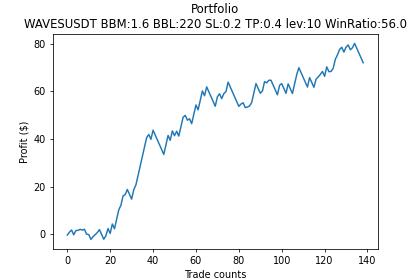 Portfolio
WAVESUSDT BBM:1.6 BBL:220 SL:0.2 TP:0.4 lev:10 WinRatio:56.0
80
60
40
20
0
Profit ($)
0 20 40 60 80 100 120 140
Trade counts